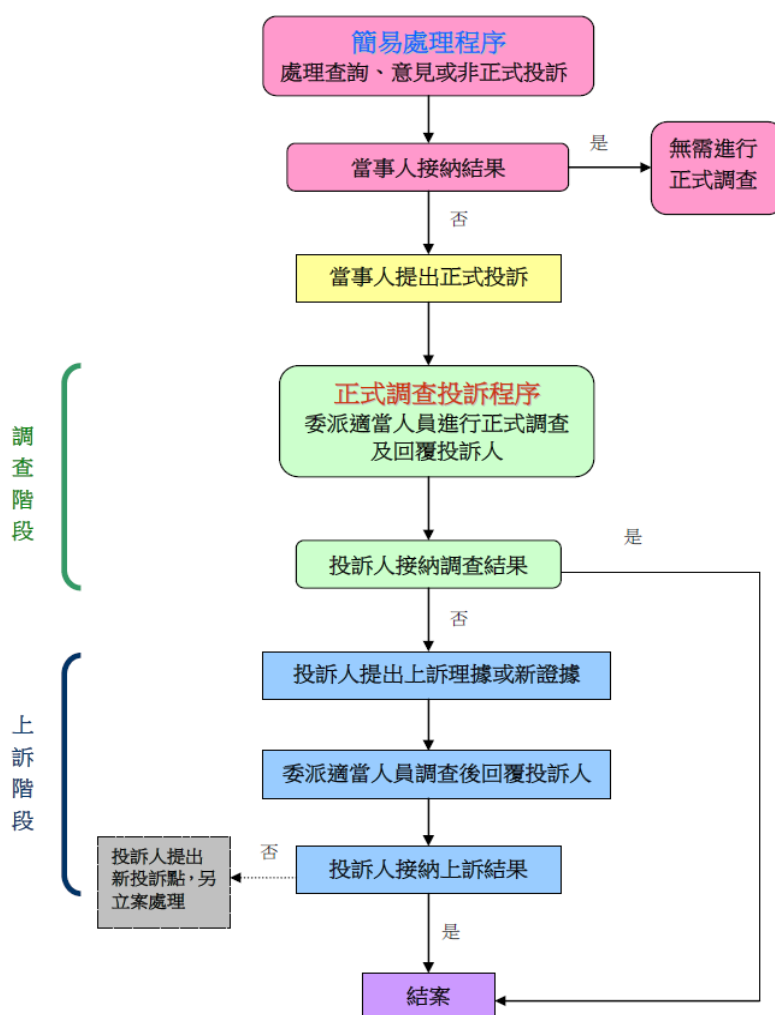 簡易處理程序
處理查詢、意見或非正式投訴
是
當事人接納結果
無需進行
正式調查
否
當事人提出正式投訴
調查階段
正式調查投訴程序
委派適當人員進行正式調查
及回覆投訴人
是
投訴人接納調查結果
否
上訴階段
投訴人提出上訴理據或新證據
委派適當人員調查後回覆投訴人
投訴人提出
新投訴點，另
立案處理
否
投訴人接納上訴結果
是
結案